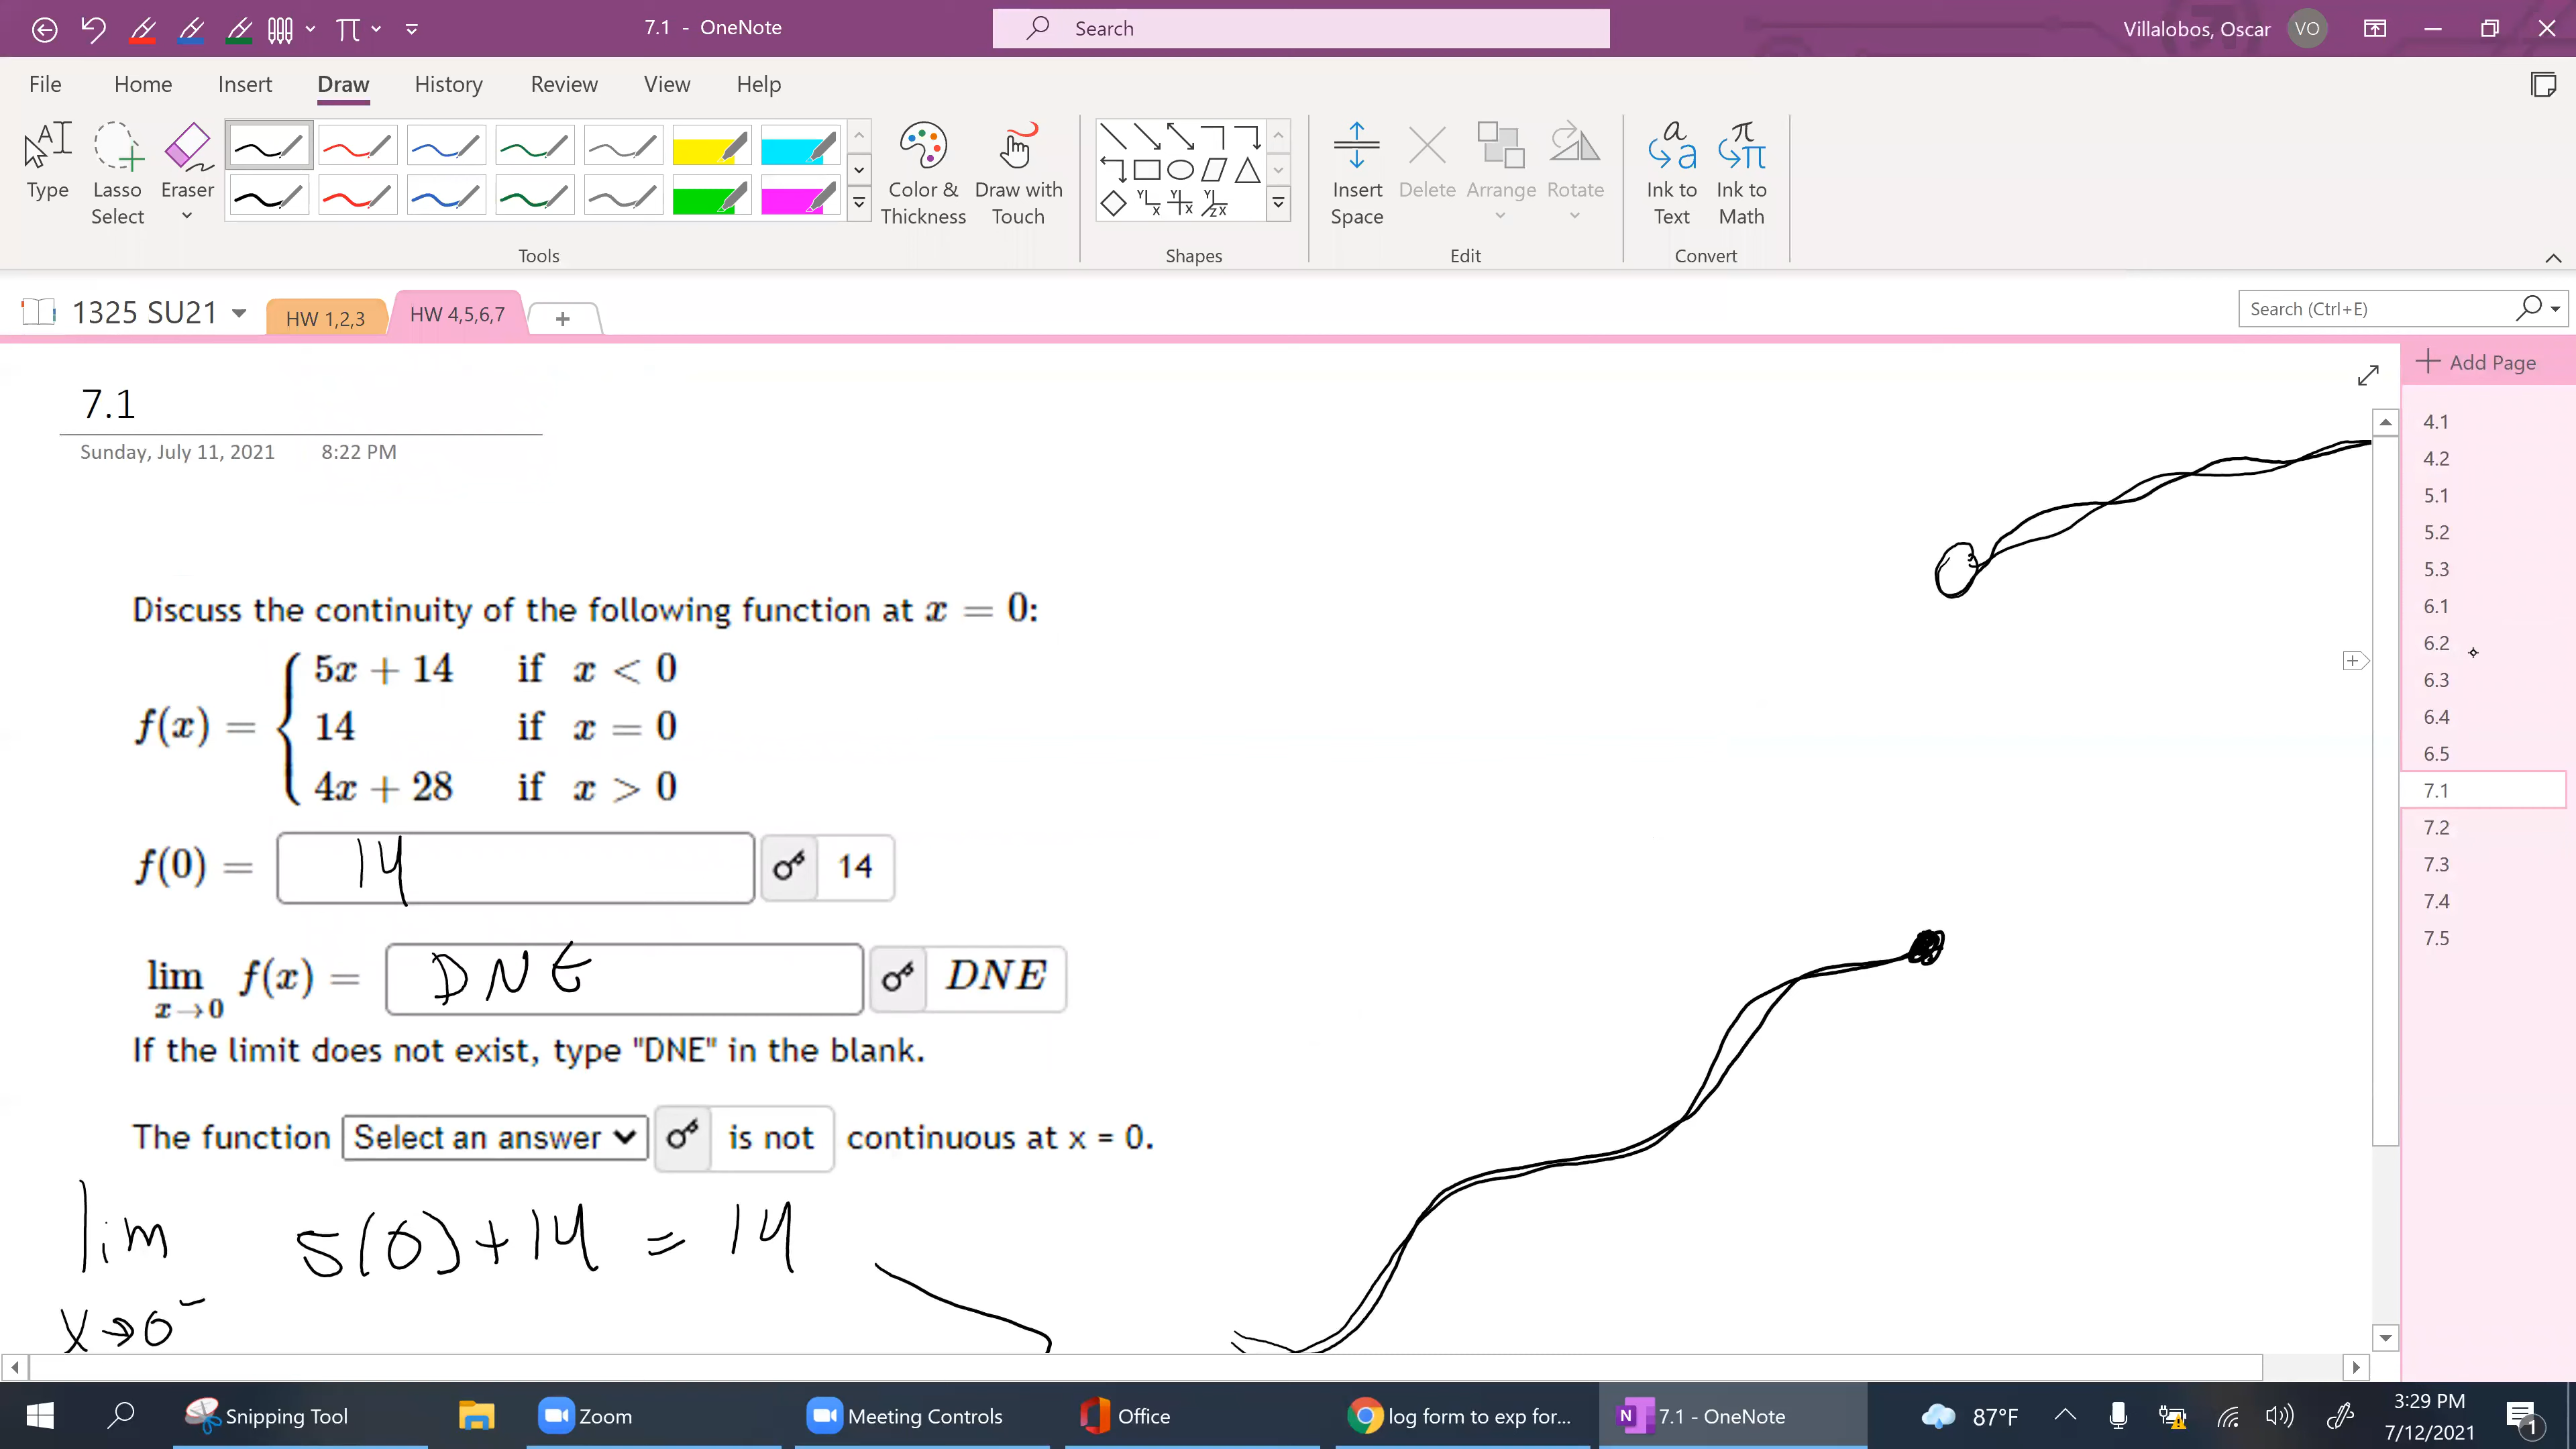 7.1 - OneNote
Search
Villalobos, Oscar VO
File Home Insert Draw History Review View Help
Type
Lasso Select
Eraser
Color & Thickness
Draw with Touch
Insert Space
Delete
Arrange
Rotate
Ink to Text
Ink to Math
Tools Shapes Edit Convert
1325 SU21 HW 1,2,3 HW 4,5,6,7 +
Search (Ctrl+E)
Add Page
7.1
Sunday, July 11, 2021 8:22 PM
Discuss the continuity of the following function at x = 0:
f(x) = { 5x + 14 if x < 0
14 if x = 0
4x + 28 if x > 0
f(0) = 14 14
lim x→0 f(x) = DNE DNE
If the limit does not exist, type "DNE" in the blank.
The function Select an answer is not continuous at x = 0.
lim 5(0)+14 = 14
x→0⁻
4.1
4.2
5.1
5.2
5.3
6.1
6.2
6.3
6.4
6.5
7.1
7.2
7.3
7.4
7.5
Snipping Tool Zoom Meeting Controls Office log form to exp for... 7.1 - OneNote 87°F
3:29 PM
7/12/2021
1